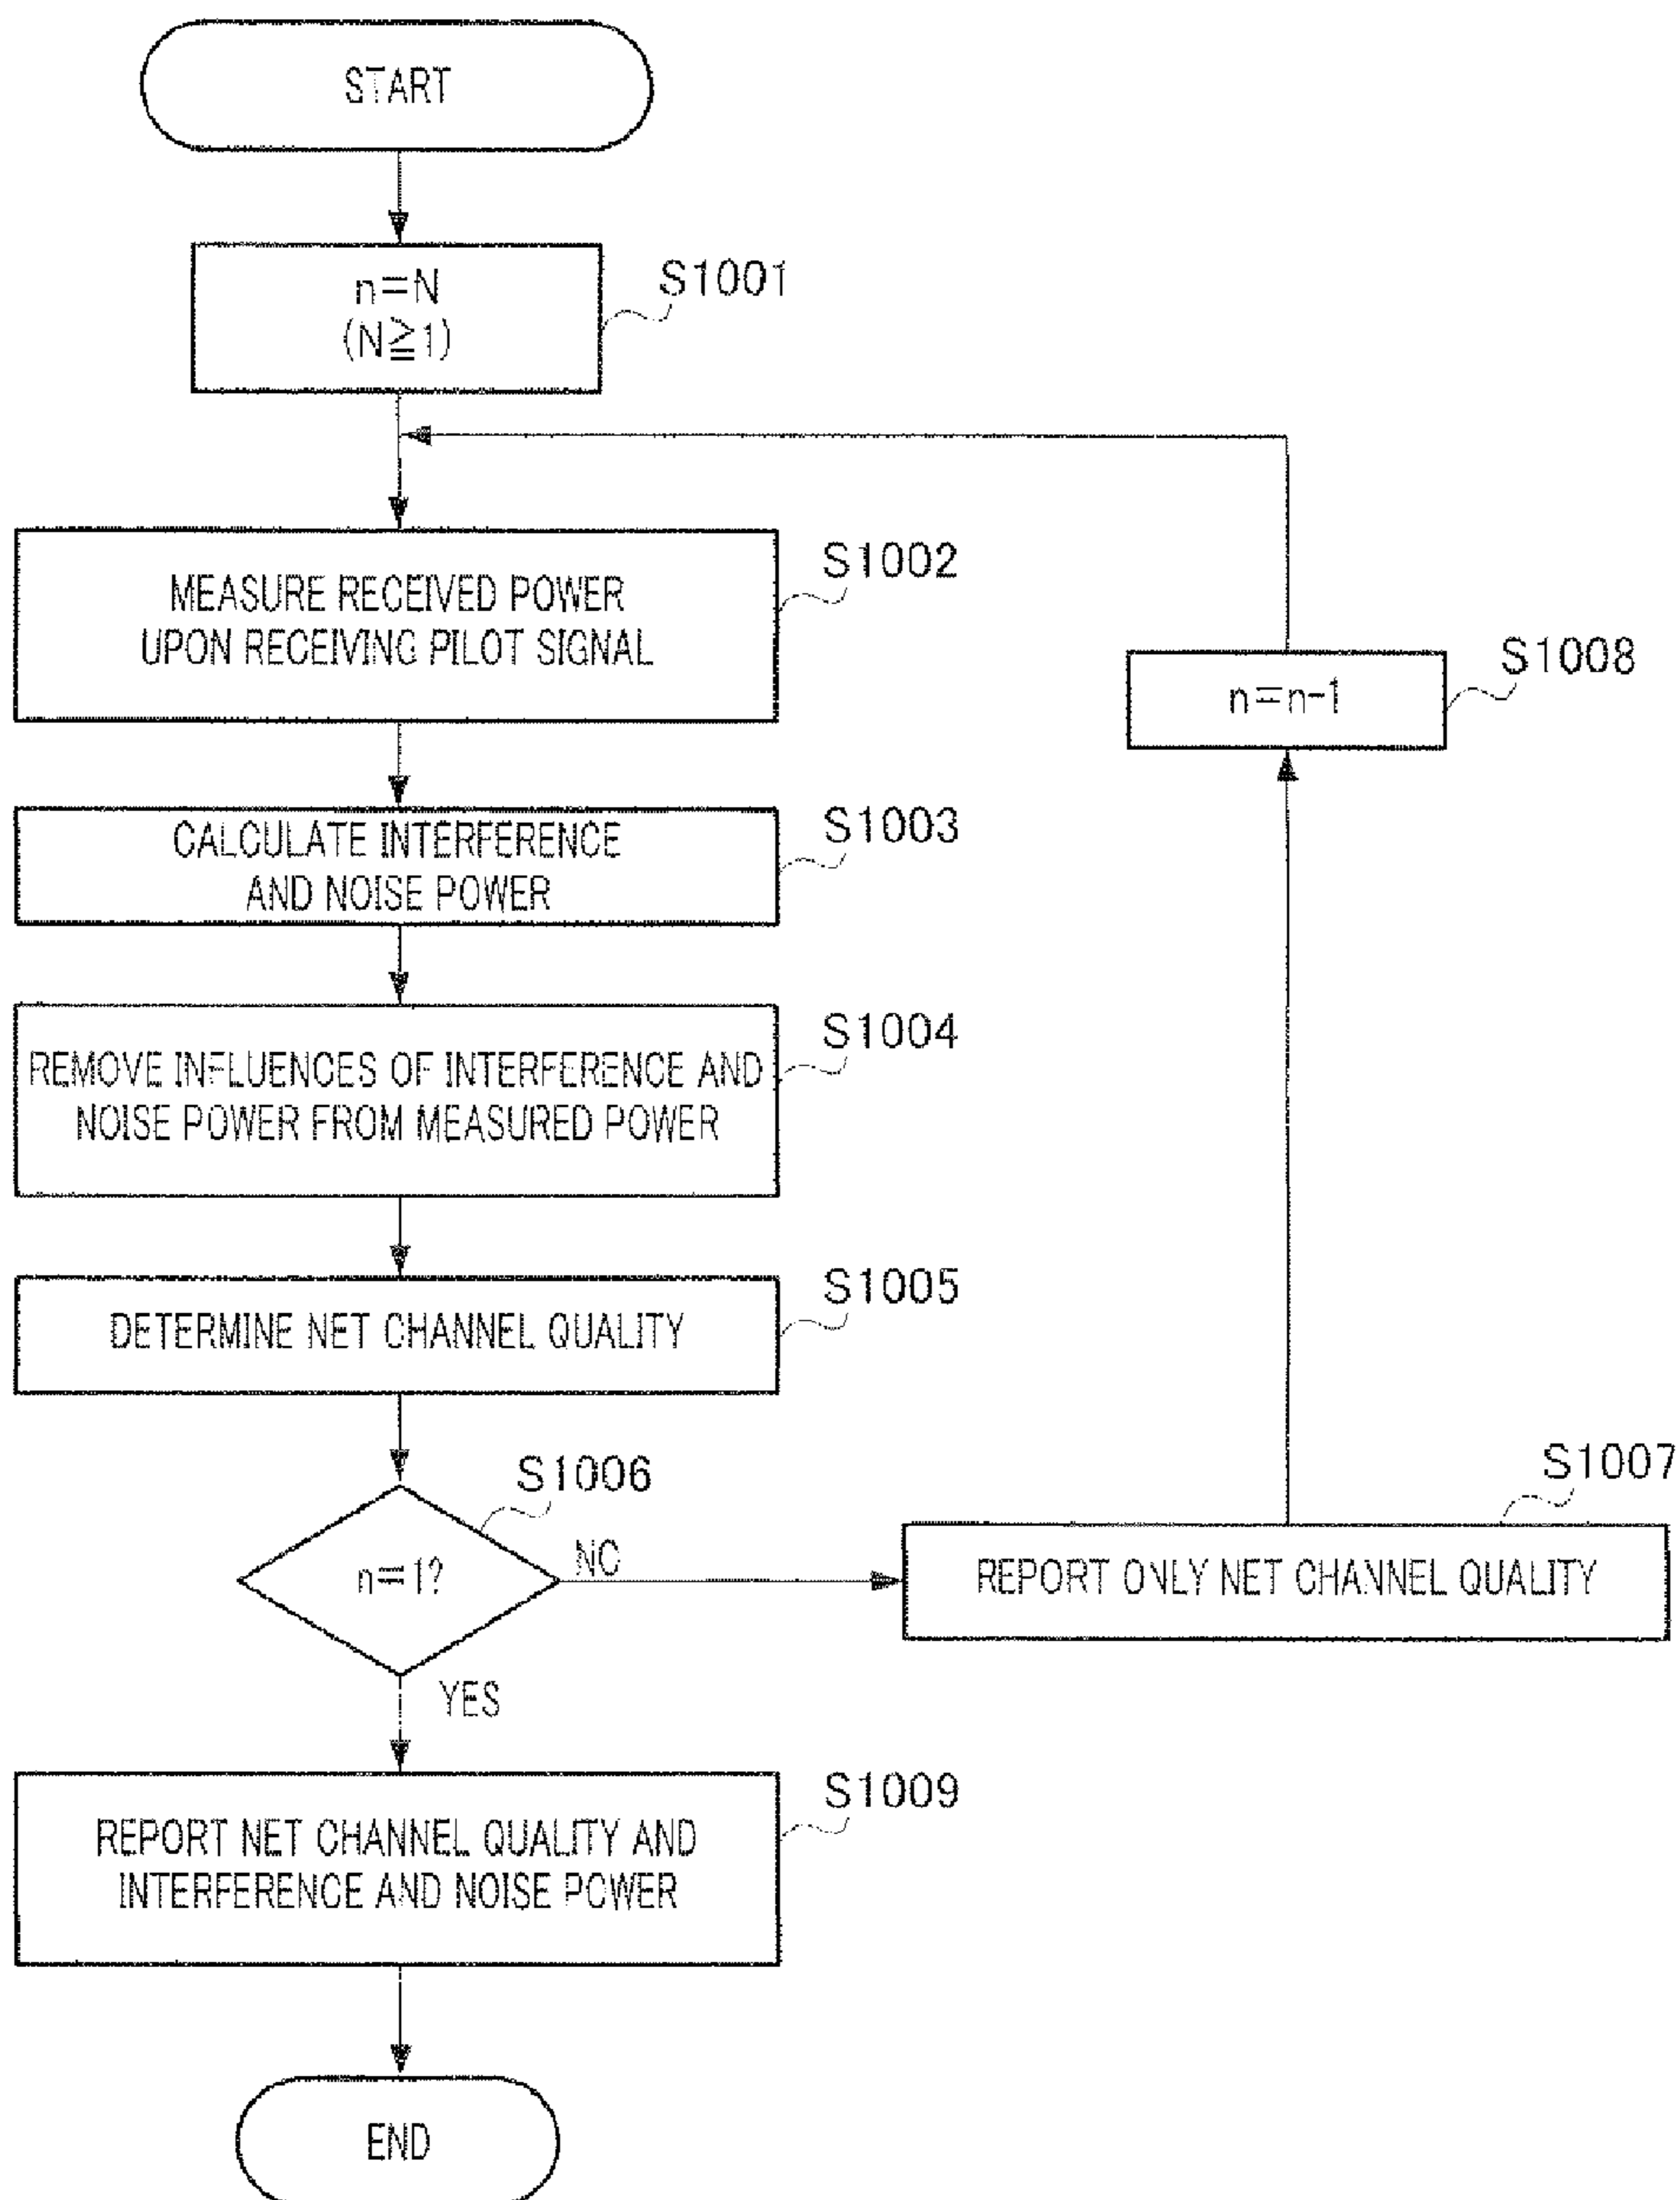 START
n=N
(N≧1)
S1001
MEASURE RECEIVED POWER
UPON RECEIVING PILOT SIGNAL
S1002
CALCULATE INTERFERENCE
AND NOISE POWER
S1003
REMOVE INFLUENCES OF INTERFERENCE AND
NOISE POWER FROM MEASURED POWER
S1004
DETERMINE NET CHANNEL QUALITY
S1005
n=1?
S1006
NO
REPORT ONLY NET CHANNEL QUALITY
S1007
n=n-1
S1008
YES
REPORT NET CHANNEL QUALITY AND
INTERFERENCE AND NOISE POWER
S1009
END